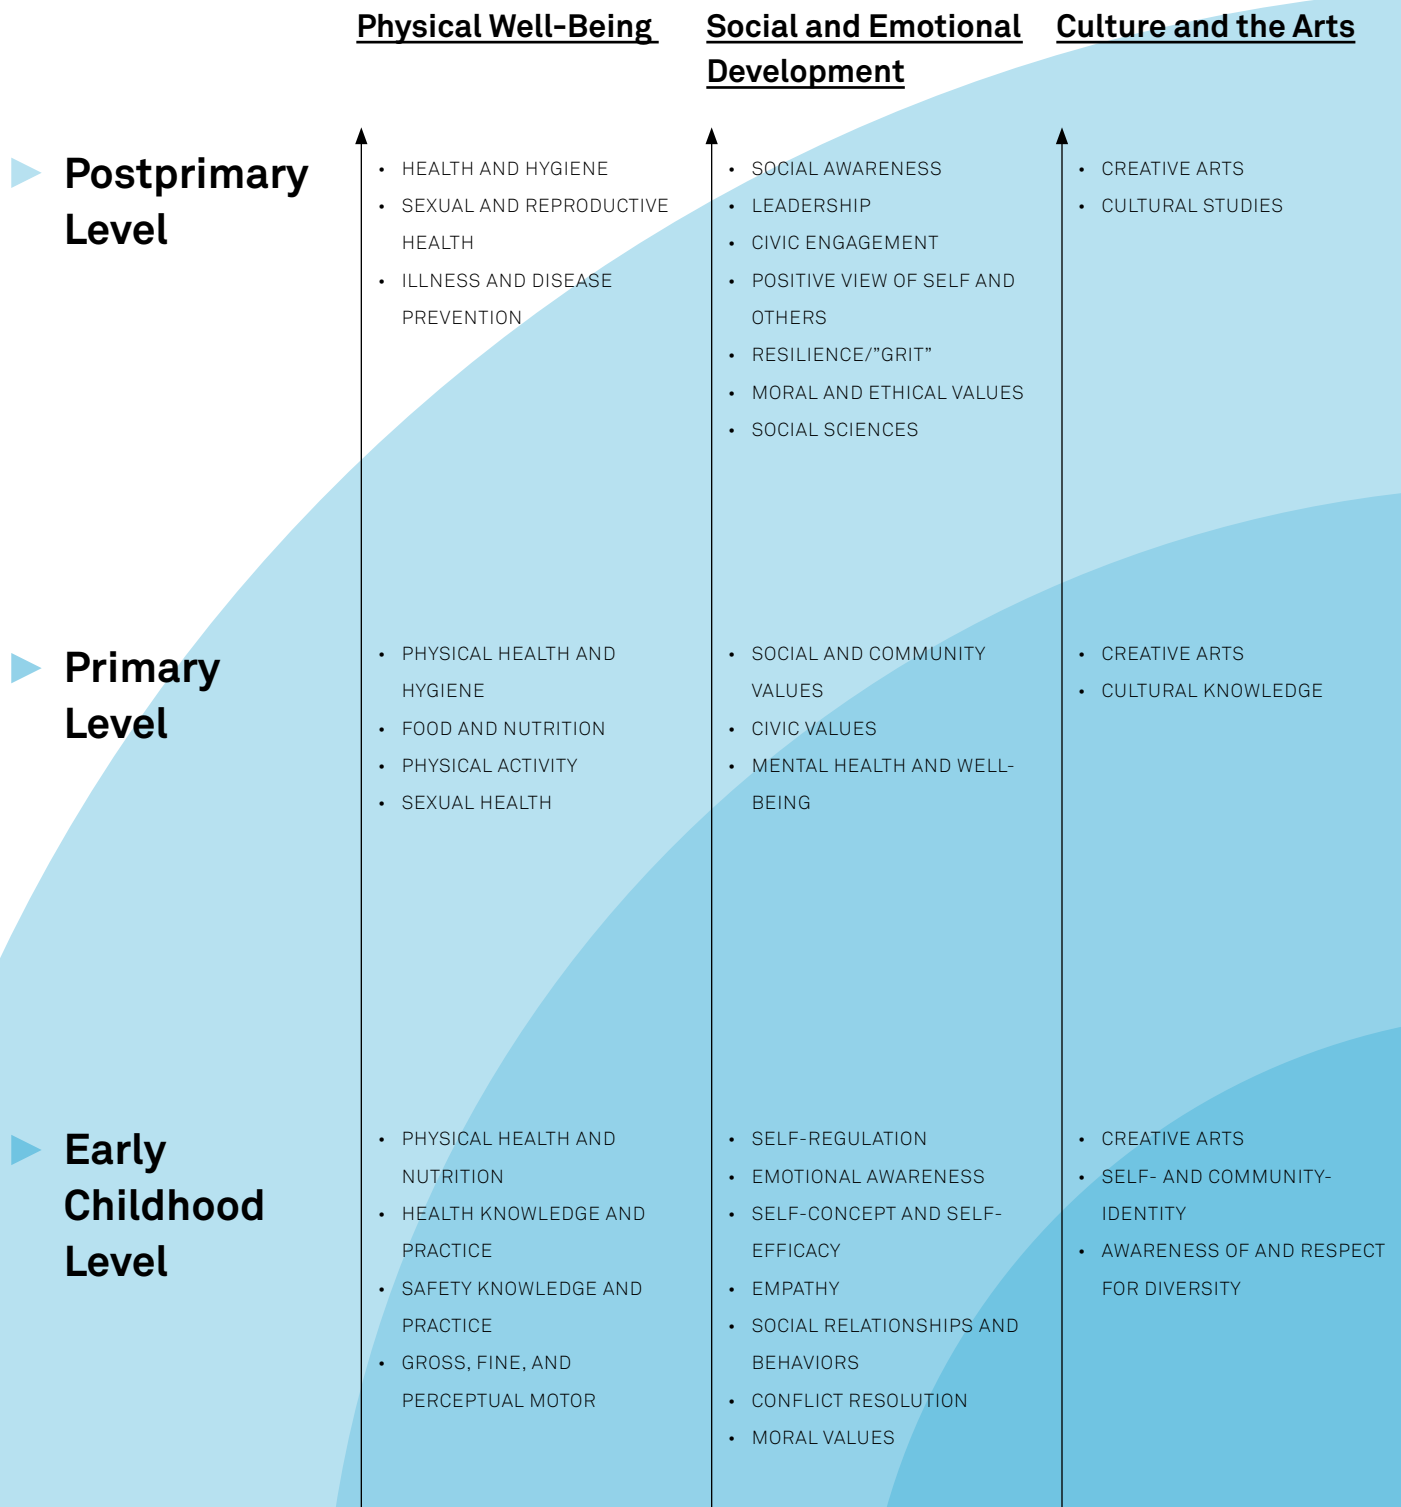 Physical Well-Being
Social and Emotional
Development
Culture and the Arts
Postprimary
Level
• HEALTH AND HYGIENE
• SEXUAL AND REPRODUCTIVE
HEALTH
• ILLNESS AND DISEASE
PREVENTION
• SOCIAL AWARENESS
• LEADERSHIP
• CIVIC ENGAGEMENT
• POSITIVE VIEW OF SELF AND
OTHERS
• RESILIENCE/”GRIT”
• MORAL AND ETHICAL VALUES
• SOCIAL SCIENCES
• CREATIVE ARTS
• CULTURAL STUDIES
Primary
Level
• PHYSICAL HEALTH AND
HYGIENE
• FOOD AND NUTRITION
• PHYSICAL ACTIVITY
• SEXUAL HEALTH
• SOCIAL AND COMMUNITY
VALUES
• CIVIC VALUES
• MENTAL HEALTH AND WELL-
BEING
• CREATIVE ARTS
• CULTURAL KNOWLEDGE
Early
Childhood
Level
• PHYSICAL HEALTH AND
NUTRITION
• HEALTH KNOWLEDGE AND
PRACTICE
• SAFETY KNOWLEDGE AND
PRACTICE
• GROSS, FINE, AND
PERCEPTUAL MOTOR
• SELF-REGULATION
• EMOTIONAL AWARENESS
• SELF-CONCEPT AND SELF-
EFFICACY
• EMPATHY
• SOCIAL RELATIONSHIPS AND
BEHAVIORS
• CONFLICT RESOLUTION
• MORAL VALUES
• CREATIVE ARTS
• SELF- AND COMMUNITY-
IDENTITY
• AWARENESS OF AND RESPECT
FOR DIVERSITY